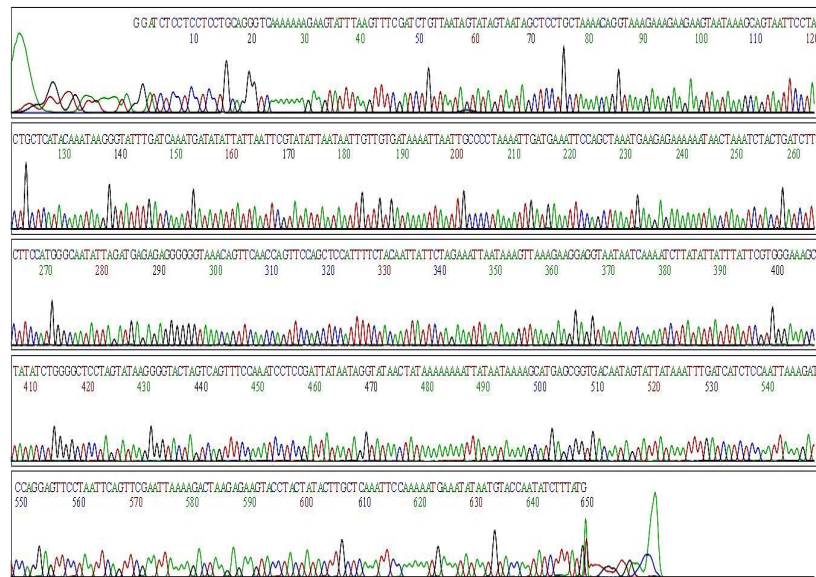 GGATCTCCTCCTCCTGCAGGGTCAAAAAAAGAAGTATTTAAGTTTCGATCTGTTAATAGTATAGTAATAGCTCCTGCTAAAACAGGTAAAGAAAGAAGAAGTAATAAAGCAGTAATTCCTA
10 20 30 40 50 60 70 80 90 100 110 120
CTGCTCATACAAATAAGGGTATTTGATCAAATGATATATTATTAATTCGTATATTAATAATTGTTGTGATAAAATTAATTGCCCCTAAAATTGATGAAATTCCAGCTAAATGAAGAGAAAAAATAACTAAATCTACTGATCTT
130 140 150 160 170 180 190 200 210 220 230 240 250 260
CTTCCATGGGCAATATTAGATGAGAGAGGGGGGTAAACAGTTCAACCAGTTCCAGCTCCATTTTCTACAATTATTCTAGAAATTAATAAAGTTAAAGAAGGAGGTAATAATCAAAATCTTATATTATTTATTCGTGGGAAAGC
270 280 290 300 310 320 330 340 350 360 370 380 390 400
TATATCTGGGGCTCCTAGTATAAGGGGTACTAGTCAGTTTCCAAATCCTCCGATTATAATAGGTATAACTATAAAAAAAATTATAATAAAAGCATGAGCGGTGACAATAGTATTATAAATTTGATCATCTCCAATTAAAGAT
410 420 430 440 450 460 470 480 490 500 510 520 530 540
CCAGGAGTTCCTAATTCAGTTCGAATTAAAAGACTAAGAGAAGTACCTACTATACTTGCTCAAATTCCAAAAATGAAATATAATGTACCAATATCTTTATG
550 560 570 580 590 600 610 620 630 640 650